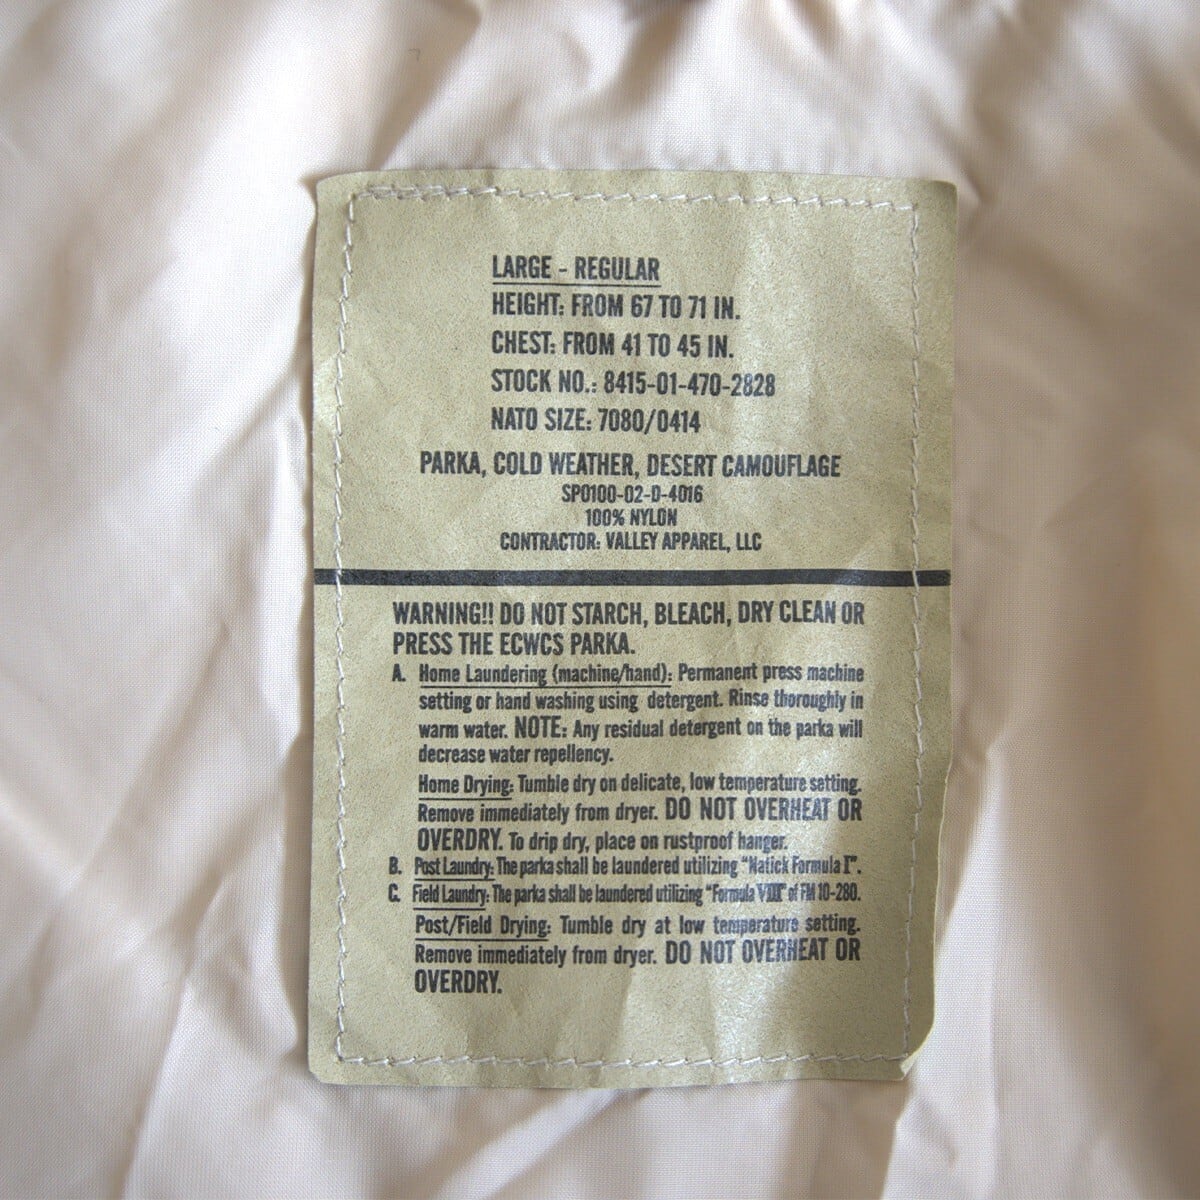 LARGE - REGULAR
HEIGHT: FROM 67 TO 71 IN.
CHEST: FROM 41 TO 45 IN.
STOCK NO.: 8415-01-470-2828
NATO SIZE: 7080/0414
PARKA, COLD WEATHER, DESERT CAMOUFLAGE
SP0100-02-D-4016
100% NYLON
CONTRACTOR: VALLEY APPAREL, LLC
WARNING!! DO NOT STARCH, BLEACH, DRY CLEAN OR
PRESS THE ECWCS PARKA.
A. Home Laundering (machine/hand): Permanent press machine
setting or hand washing using detergent. Rinse thoroughly in
warm water. NOTE: Any residual detergent on the parka will
decrease water repellency.
Home Drying: Tumble dry on delicate, low temperature setting.
Remove immediately from dryer. DO NOT OVERHEAT OR
OVERDRY. To drip dry, place on rustproof hanger.
B. Post Laundry: The parka shall be laundered utilizing "Natick Formula I".
C. Field Laundry: The parka shall be laundered utilizing "Formula VIII" of FM 10-280.
Post/Field Drying: Tumble dry at low temperature setting.
Remove immediately from dryer. DO NOT OVERHEAT OR
OVERDRY.